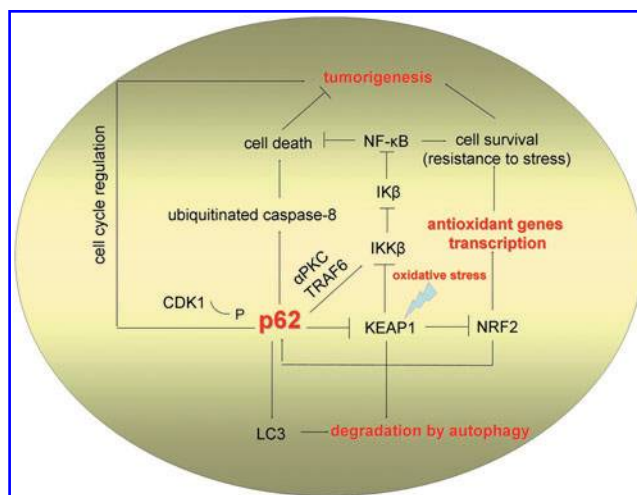 tumorigenesis
cell death
NF-κB
cell survival
(resistance to stress)
IKβ
cell cycle regulation
ubiquitinated caspase-8
IKKβ
antioxidant genes
transcription
αPKC
TRAF6
oxidative stress
CDK1
P
p62
KEAP1
NRF2
LC3
degradation by autophagy